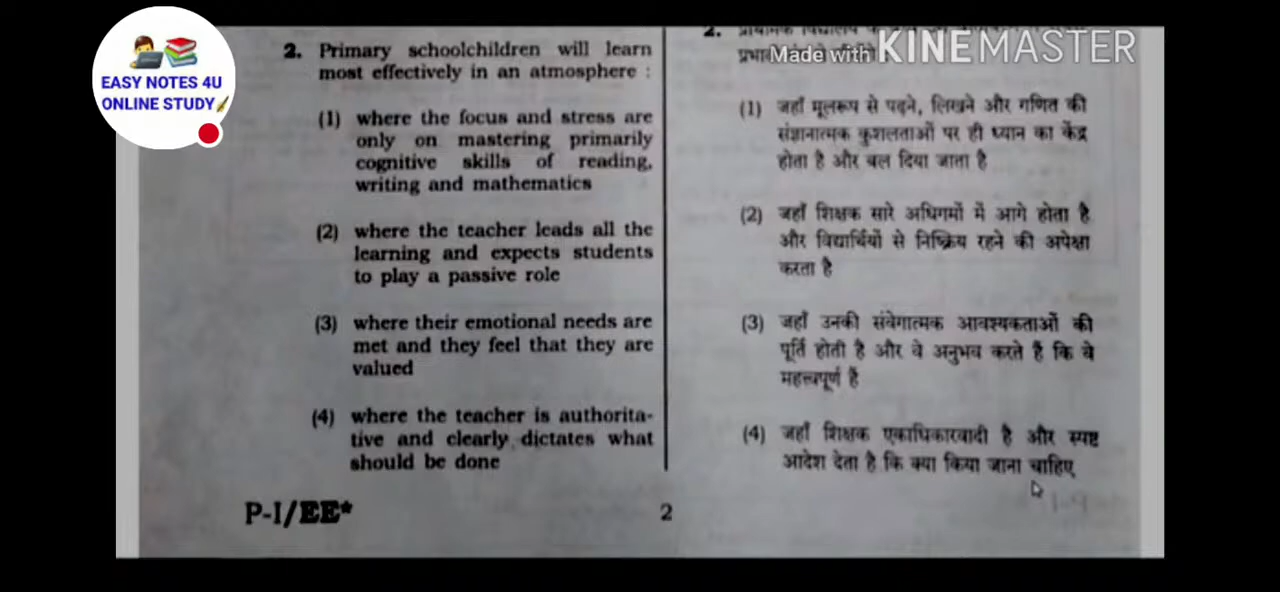 EASY NOTES 4U
ONLINE STUDY
Made with KINEMASTER
2. Primary schoolchildren will learn
most effectively in an atmosphere :
(1) where the focus and stress are
only on mastering primarily
cognitive skills of reading,
writing and mathematics
(2) where the teacher leads all the
learning and expects students
to play a passive role
(3) where their emotional needs are
met and they feel that they are
valued
(4) where the teacher is authorita-
tive and clearly dictates what
should be done
P-I/EE*
2
2.
(1) जहाँ मूलरूप से पढ़ने, लिखने और गणित की
संज्ञानात्मक कुशलताओं पर ही ध्यान का केंद्र
होता है और बल दिया जाता है
(2) जहाँ शिक्षक सारे अधिगमों में आगे होता है
और विद्यार्थियों से निष्क्रिय रहने की अपेक्षा
करता है
(3) जहाँ उनकी संवेगात्मक आवश्यकताओं की
पूर्ति होती है और वे अनुभव करते हैं कि वे
महत्त्वपूर्ण हैं
(4) जहाँ शिक्षक एकाधिकारवादी है और स्पष्ट
आदेश देता है कि क्या किया जाना चाहिए